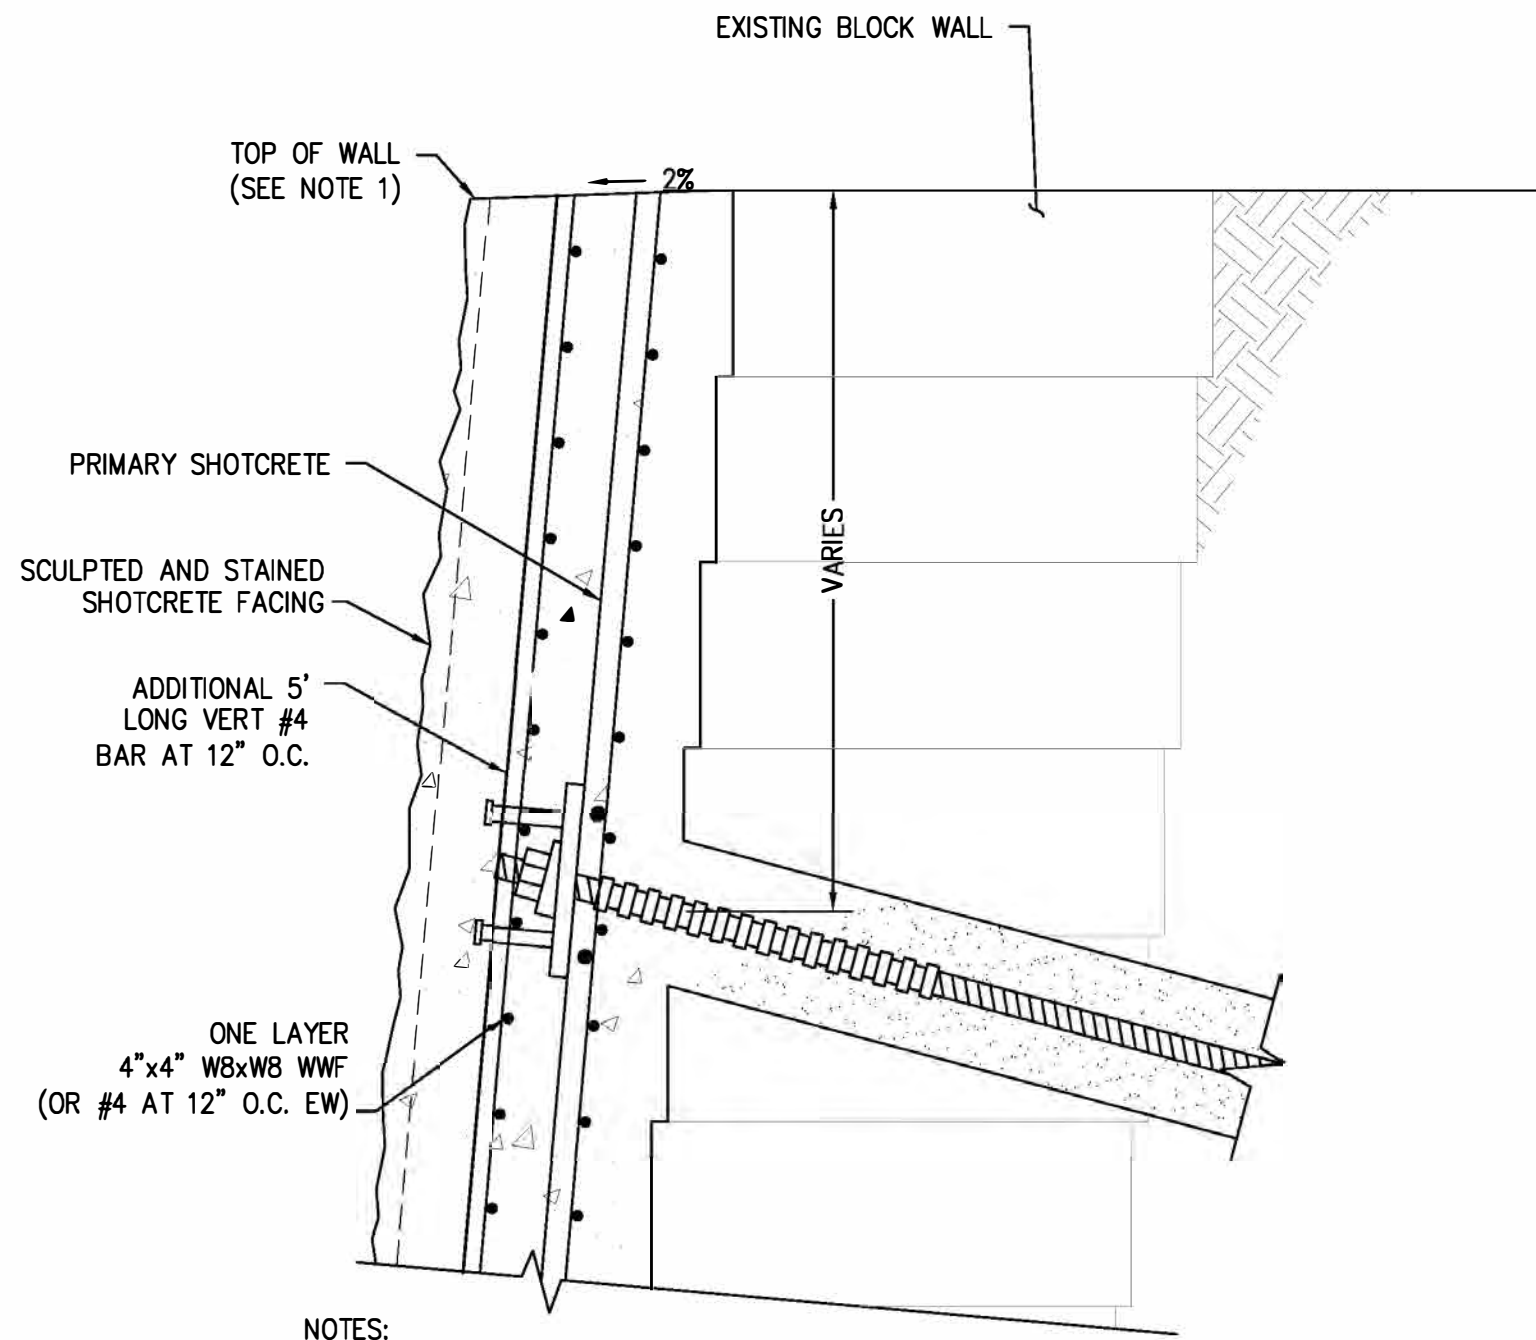 EXISTING BLOCK WALL
TOP OF WALL
(SEE NOTE 1)
2%
PRIMARY SHOTCRETE
VARIES
SCULPTED AND STAINED
SHOTCRETE FACING
ADDITIONAL 5'
LONG VERT #4
BAR AT 12" O.C.
ONE LAYER
4"x4" W8xW8 WWF
(OR #4 AT 12" O.C. EW)
NOTES: